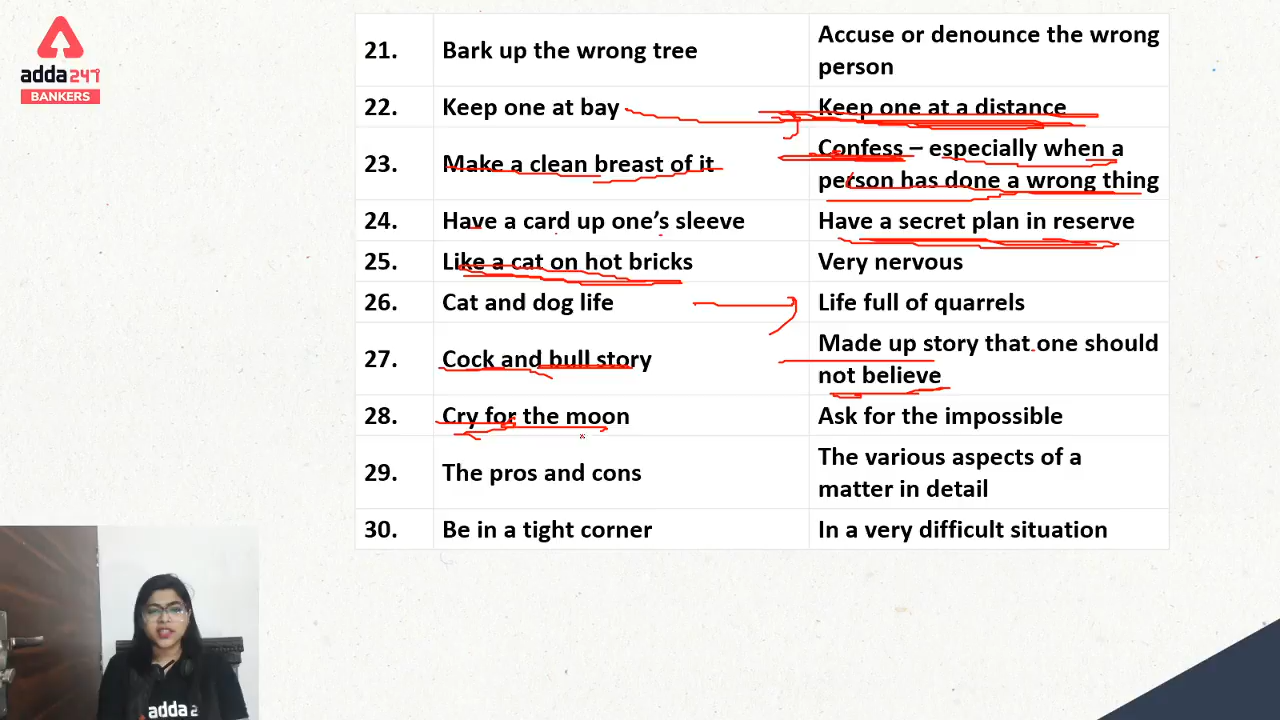 adda247
BANKERS
21. Bark up the wrong tree Accuse or denounce the wrong
person
22. Keep one at bay Keep one at a distance
23. Make a clean breast of it Confess – especially when a
person has done a wrong thing
24. Have a card up one’s sleeve Have a secret plan in reserve
25. Like a cat on hot bricks Very nervous
26. Cat and dog life Life full of quarrels
27. Cock and bull story Made up story that one should
not believe
28. Cry for the moon Ask for the impossible
29. The pros and cons The various aspects of a
matter in detail
30. Be in a tight corner In a very difficult situation
adda2